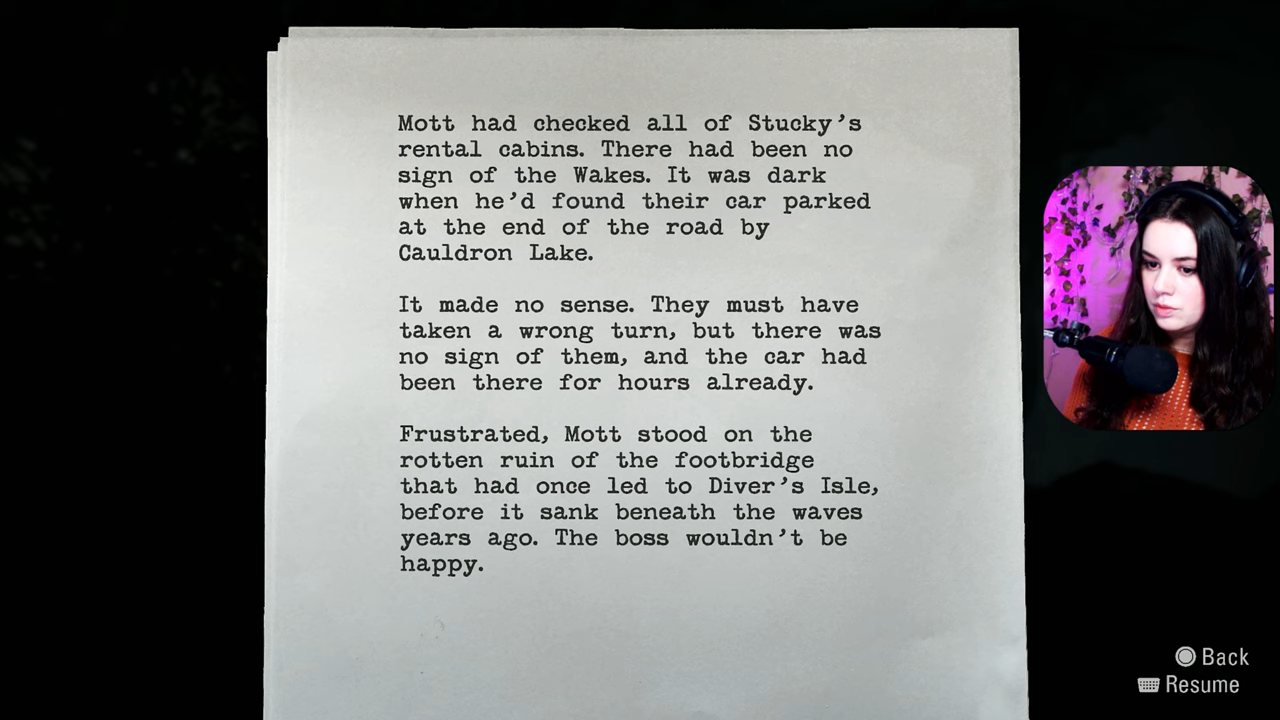 Mott had checked all of Stucky’s
rental cabins. There had been no
sign of the Wakes. It was dark
when he’d found their car parked
at the end of the road by
Cauldron Lake.
It made no sense. They must have
taken a wrong turn, but there was
no sign of them, and the car had
been there for hours already.
Frustrated, Mott stood on the
rotten ruin of the footbridge
that had once led to Diver’s Isle,
before it sank beneath the waves
years ago. The boss wouldn’t be
happy.
Back
Resume